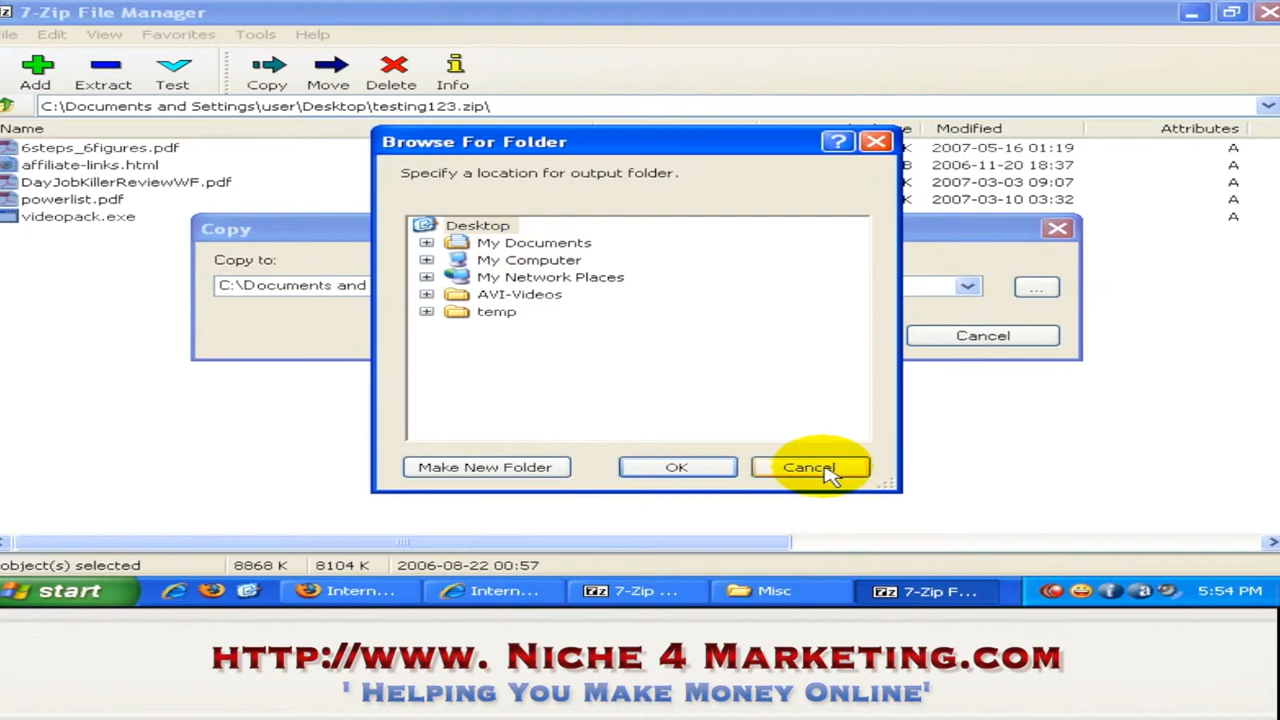 7-Zip File Manager
ile Edit View Favorites Tools Help
Add Extract Test Copy Move Delete Info
C:\Documents and Settings\user\Desktop\testing123.zip\
Name Modified Attributes
6steps_6figures.pdf K 2007-05-16 01:19 A
affiliate-links.html B 2006-11-20 18:37 A
DayJobKillerReviewWF.pdf K 2007-03-03 09:07 A
powerlist.pdf K 2007-03-10 03:32 A
videopack.exe A
Copy
Copy to:
C:\Documents and
...
Cancel
Browse For Folder
?
Specify a location for output folder.
Desktop
My Documents
My Computer
My Network Places
AVI-Videos
temp
Make New Folder OK Cancel
object(s) selected 8868 K 8104 K 2006-08-22 00:57
start Intern... Intern... 7-Zip ... Misc 7-Zip F... 5:54 PM
http://www. Niche 4 Marketing.com
' Helping You Make Money Online'